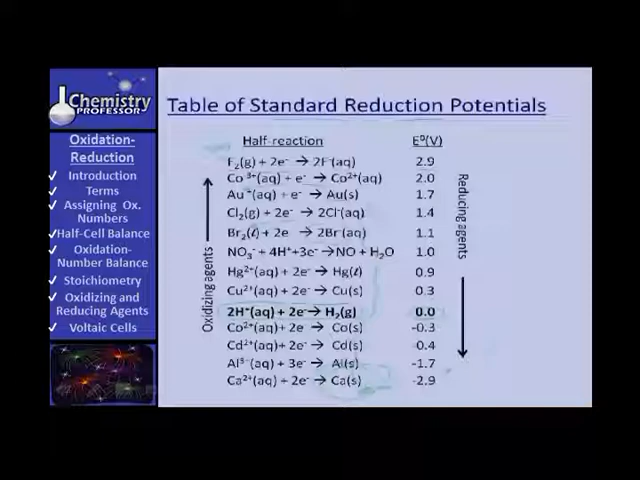 Chemistry
PROFESSOR
Oxidation-
Reduction
✓ Introduction
✓ Terms
✓ Assigning Ox.
Numbers
✓ Half-Cell Balance
✓ Oxidation-
Number Balance
✓ Stoichiometry
✓ Oxidizing and
Reducing Agents
✓ Voltaic Cells
Table of Standard Reduction Potentials
Half-reaction E⁰(V)
F₂(g) + 2e⁻ → 2F⁻(aq) 2.9
Co³⁺(aq) + e⁻ → Co²⁺(aq) 2.0
Au⁺(aq) + e⁻ → Au(s) 1.7
Cl₂(g) + 2e⁻ → 2Cl⁻(aq) 1.4
Br₂(ℓ) + 2e⁻ → 2Br⁻(aq) 1.1
NO₃⁻ + 4H⁺+3e⁻ →NO + H₂O 1.0
Hg²⁺(aq) + 2e⁻ → Hg(ℓ) 0.9
Cu²⁺(aq) + 2e⁻ → Cu(s) 0.3
2H⁺(aq) + 2e⁻→ H₂(g) 0.0
Co²⁺(aq) + 2e⁻ → Co(s) -0.3
Cd²⁺(aq) + 2e⁻ → Cd(s) -0.4
Al³⁺(aq) + 3e⁻ → Al(s) -1.7
Ca²⁺(aq) + 2e⁻ → Ca(s) -2.9
Oxidizing agents
Reducing agents